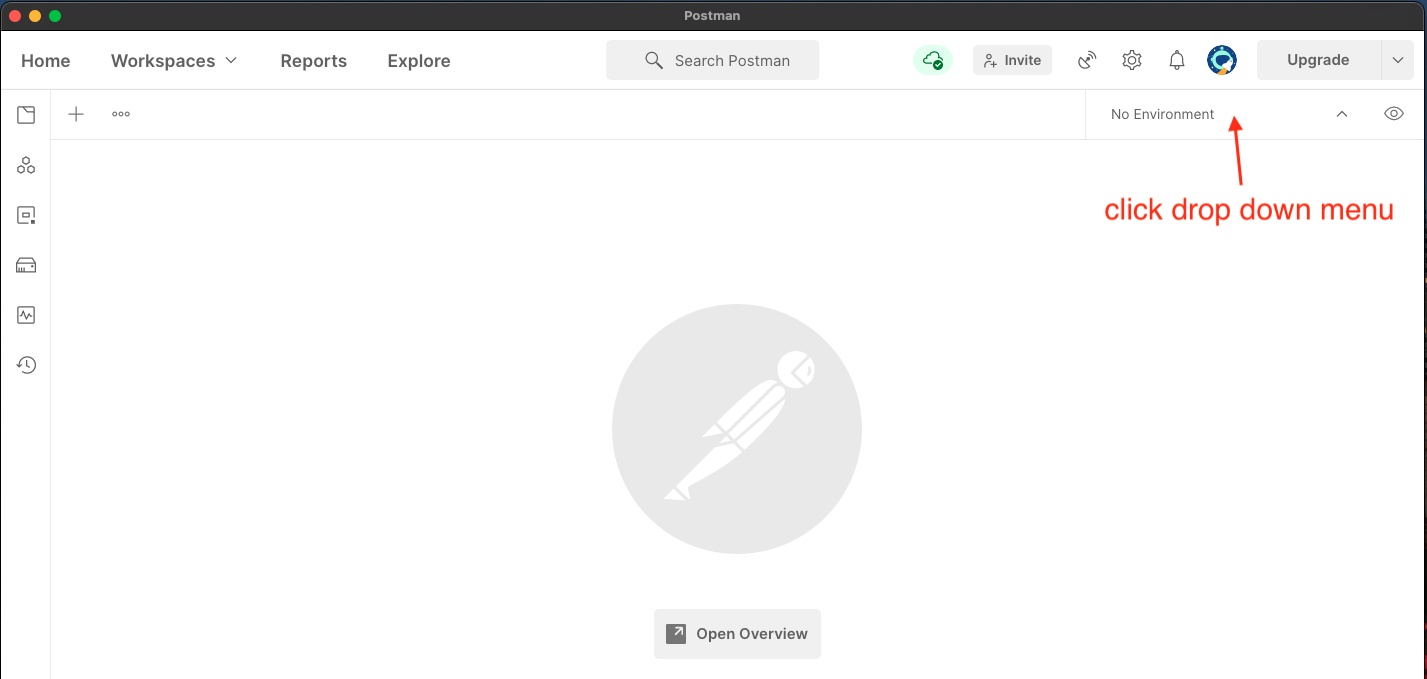 Postman
Home Workspaces Reports Explore Search Postman Invite Upgrade
No Environment
click drop down menu
Open Overview